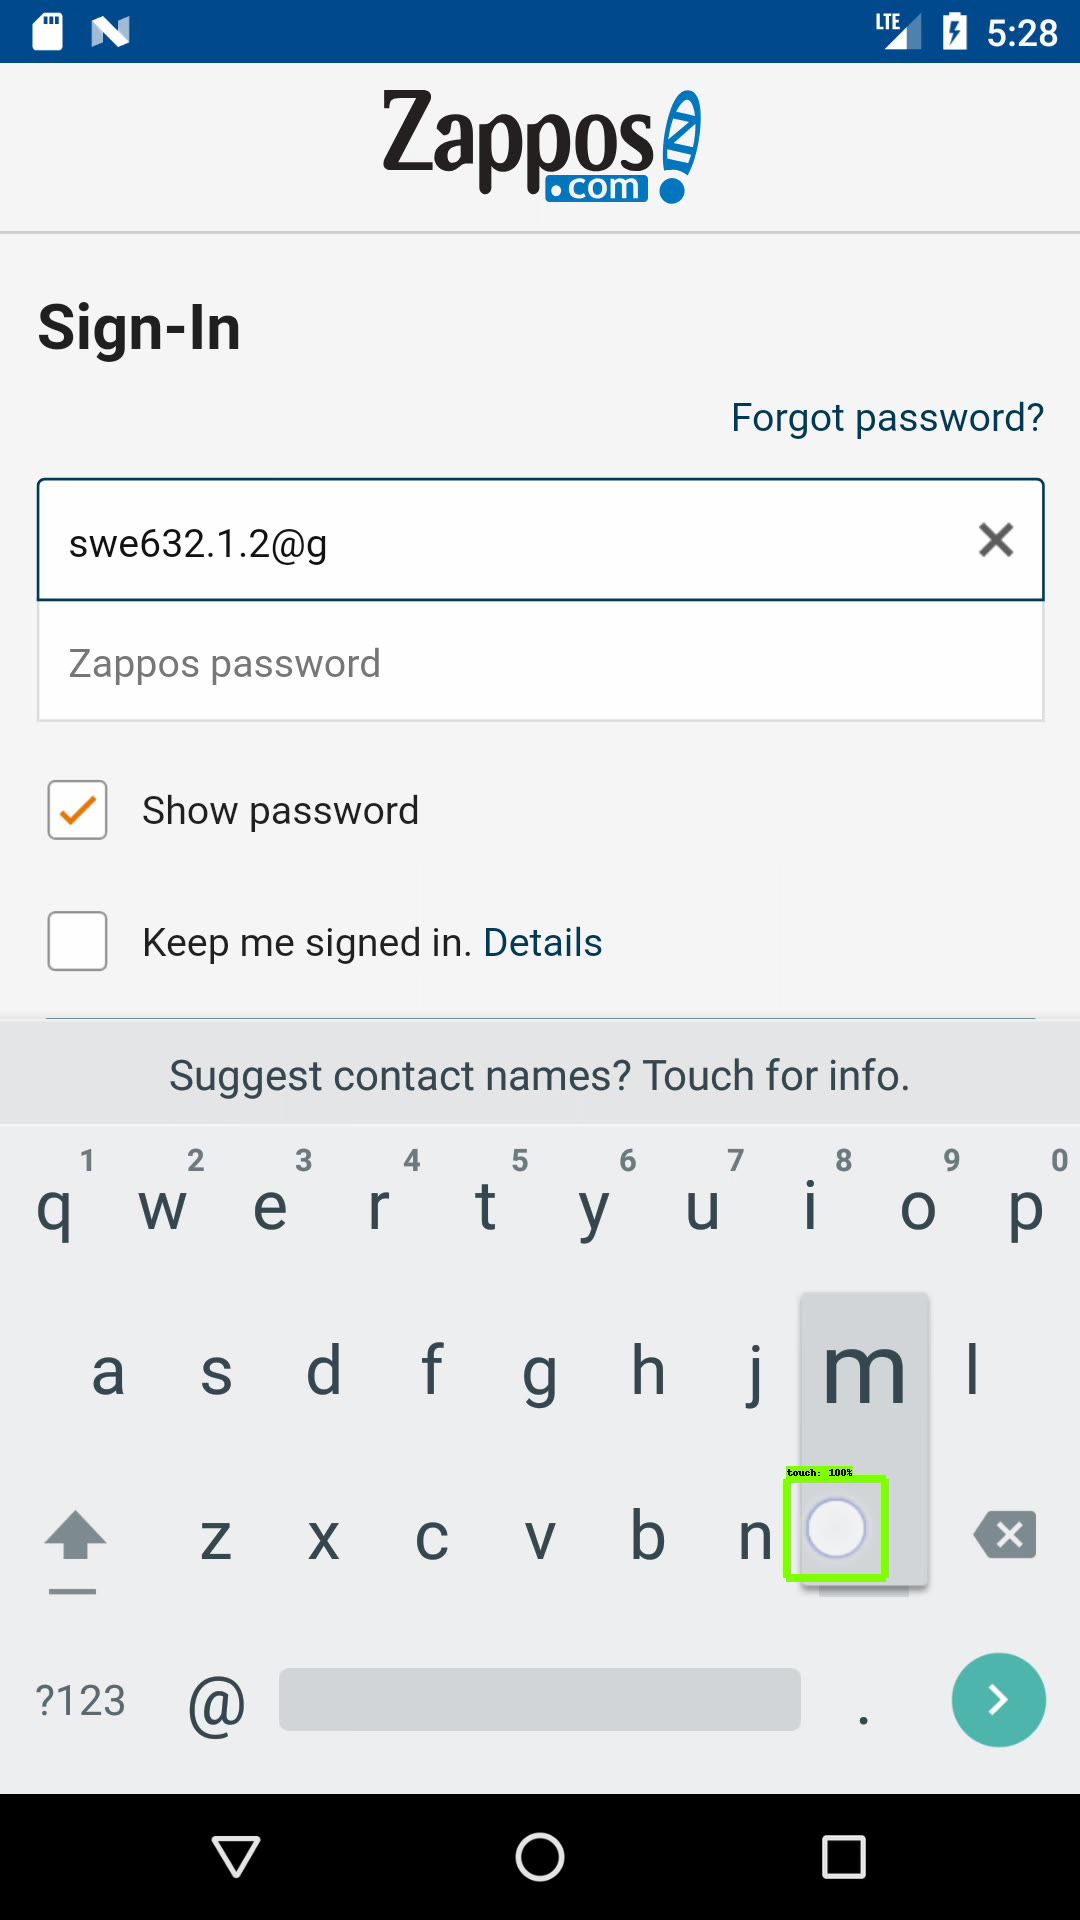 LTE 5:28
Zappos
.com
Sign-In
Forgot password?
swe632.1.2@g
Zappos password
Show password
Keep me signed in. Details
Suggest contact names? Touch for info.
1 2 3 4 5 6 7 8 9 0
q w e r t y u i o p
a s d f g h j m l
touch: 100%
z x c v b n
?123 @ .